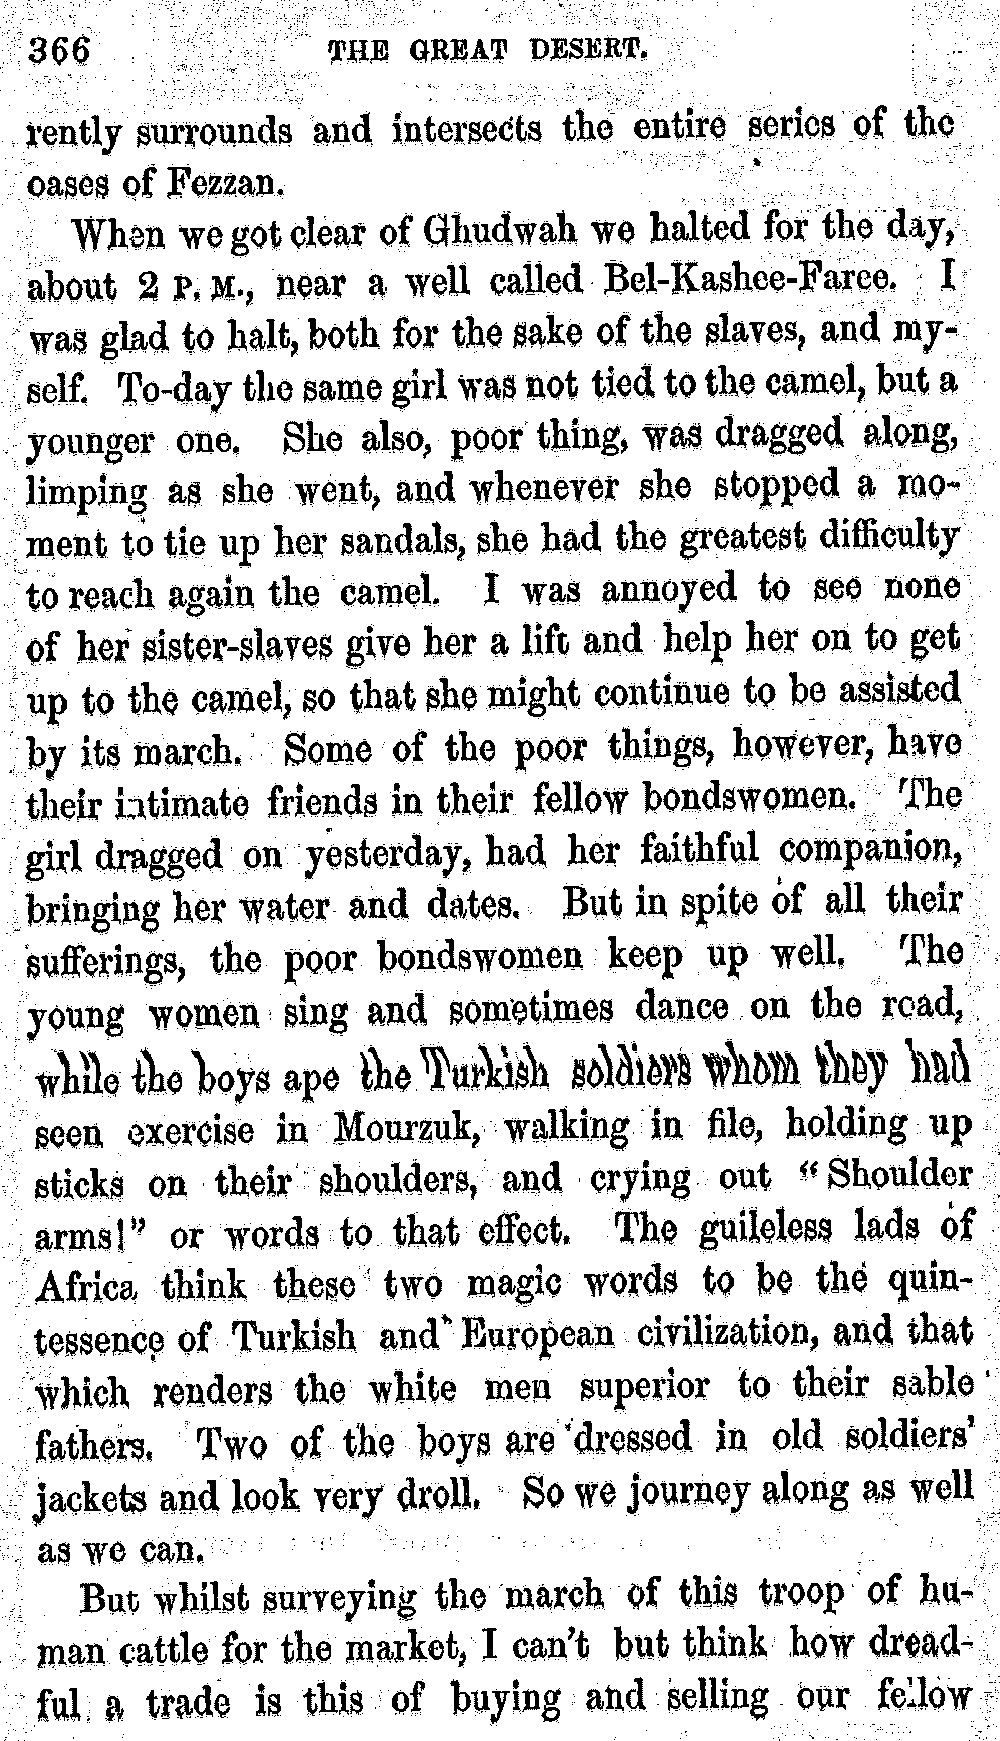 366 THE GREAT DESERT.
rently surrounds and intersects the entire series of the
oases of Fezzan.
When we got clear of Ghudwah we halted for the day,
about 2 P. M., near a well called Bel-Kashee-Faree. I
was glad to halt, both for the sake of the slaves, and my-
self. To-day the same girl was not tied to the camel, but a
younger one. She also, poor thing, was dragged along,
limping as she went, and whenever she stopped a mo-
ment to tie up her sandals, she had the greatest difficulty
to reach again the camel. I was annoyed to see none
of her sister-slaves give her a lift and help her on to get
up to the camel, so that she might continue to be assisted
by its march. Some of the poor things, however, have
their intimate friends in their fellow bondswomen. The
girl dragged on yesterday, had her faithful companion,
bringing her water and dates. But in spite of all their
sufferings, the poor bondswomen keep up well. The
young women sing and sometimes dance on the road,
while the boys ape the Turkish soldiers whom they had
seen exercise in Mourzuk, walking in file, holding up
sticks on their shoulders, and crying out "Shoulder
arms!" or words to that effect. The guileless lads of
Africa think these two magic words to be the quin-
tessence of Turkish and European civilization, and that
which renders the white men superior to their sable
fathers. Two of the boys are dressed in old soldiers'
jackets and look very droll. So we journey along as well
as we can.
But whilst surveying the march of this troop of hu-
man cattle for the market, I can't but think how dread-
ful a trade is this of buying and selling our fellow